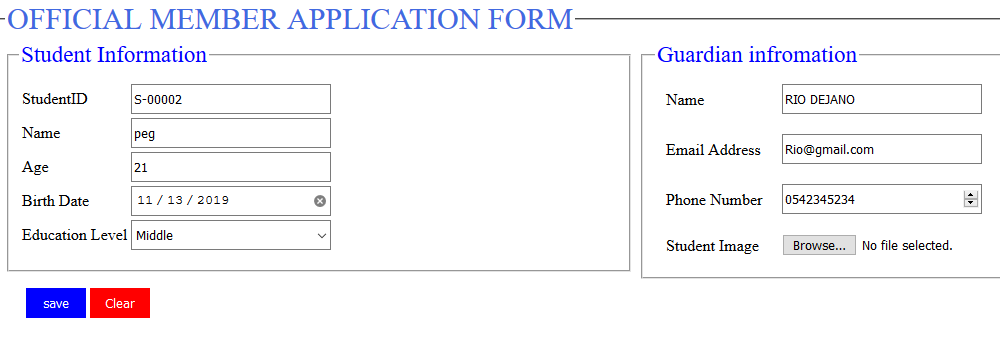 OFFICIAL MEMBER APPLICATION FORM
Student Information
StudentID S-00002
Name peg
Age 21
Birth Date 11 / 13 / 2019
Education Level Middle
Guardian infromation
Name RIO DEJANO
Email Address Rio@gmail.com
Phone Number 0542345234
Student Image Browse... No file selected.
save Clear